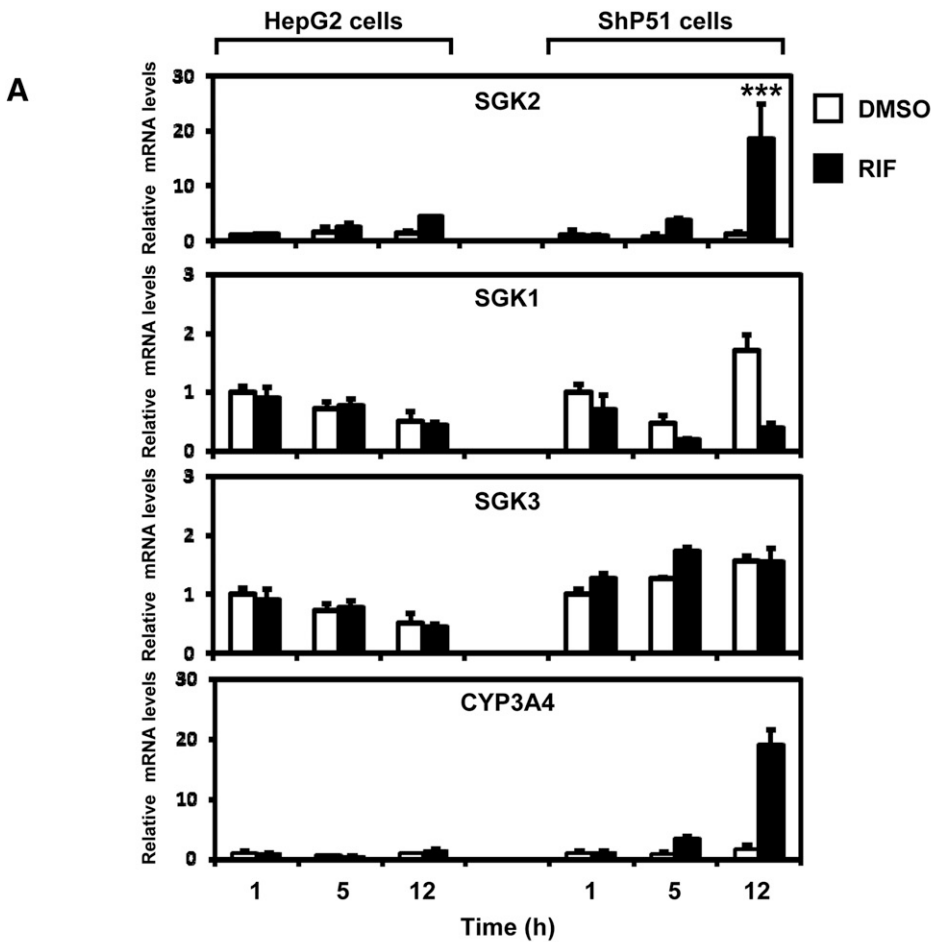 HepG2 cells ShP51 cells
A
Relative mRNA levels
30
20
10
0
SGK2
***
DMSO
RIF
Relative mRNA levels
3
2
1
0
SGK1
Relative mRNA levels
3
2
1
0
SGK3
Relative mRNA levels
30
20
10
0
CYP3A4
1 5 12 1 5 12
Time (h)